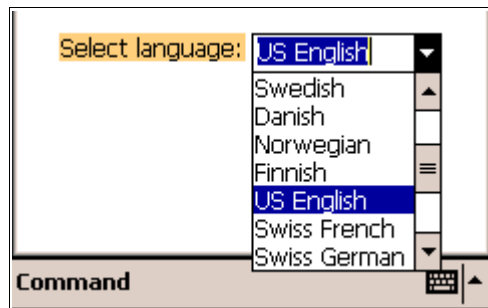 Select language: US English
Swedish
Danish
Norwegian
Finnish
US English
Swiss French
Swiss German
Command